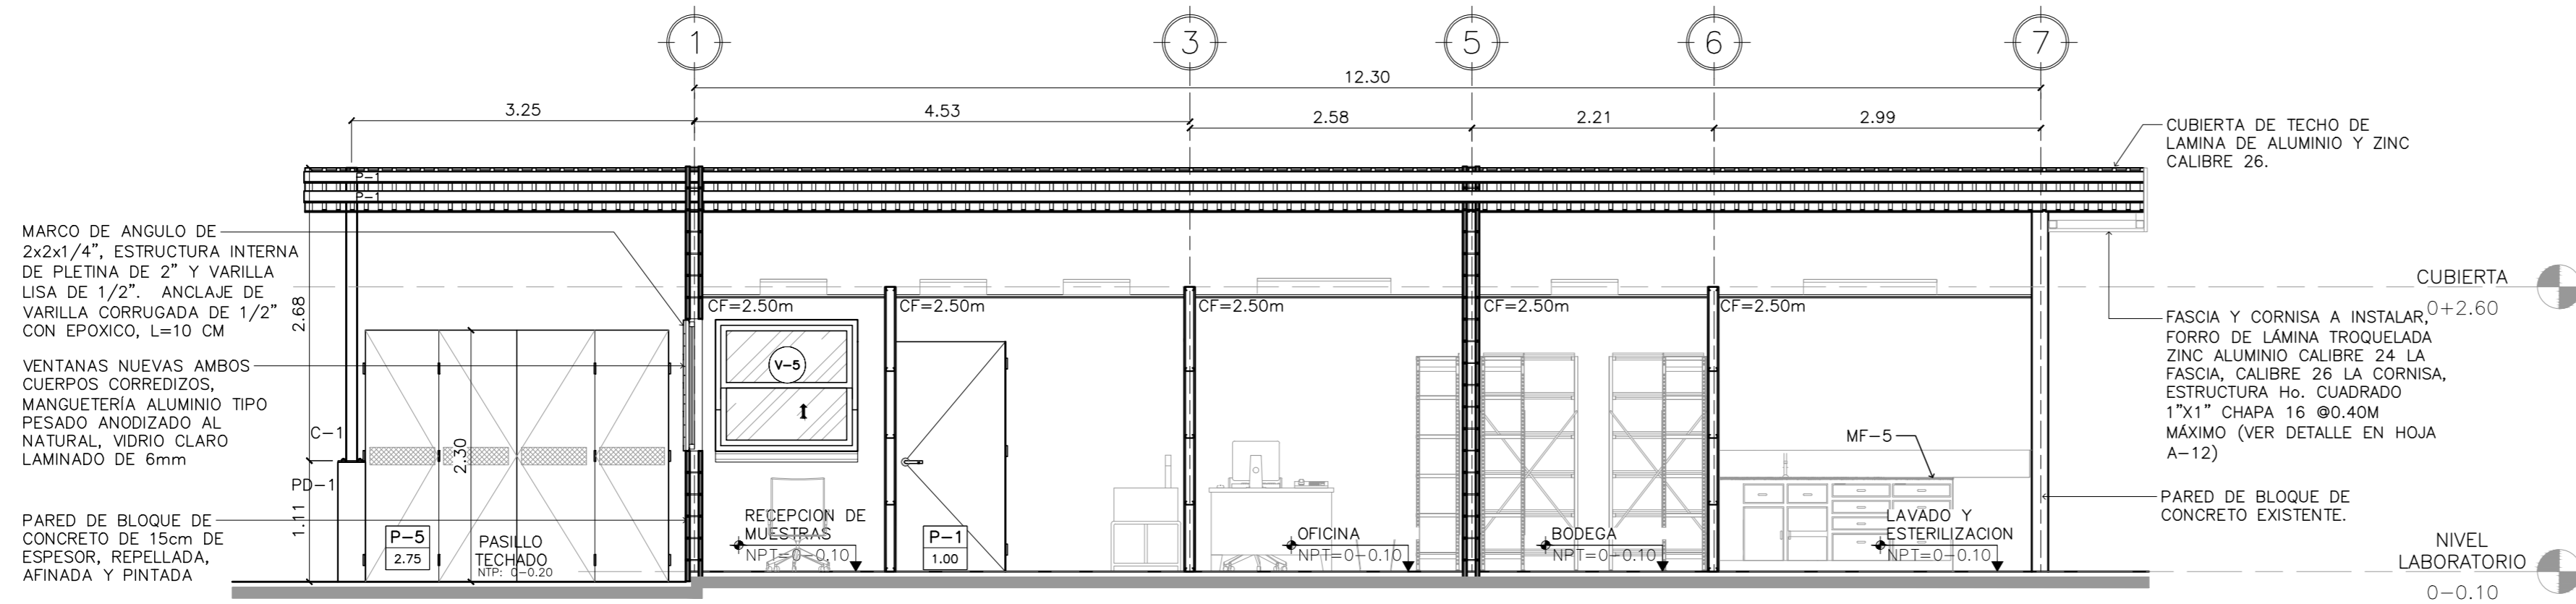 1
3
5
6
7
12.30
3.25
4.53
2.58
2.21
2.99
CUBIERTA DE TECHO DE
LAMINA DE ALUMINIO Y ZINC
CALIBRE 26.
P-1
P-1
MARCO DE ANGULO DE
2x2x1/4", ESTRUCTURA INTERNA
DE PLETINA DE 2" Y VARILLA
LISA DE 1/2". ANCLAJE DE
VARILLA CORRUGADA DE 1/2"
CON EPOXICO, L=10 CM
2.68
CF=2.50m
CF=2.50m
CF=2.50m
CF=2.50m
CF=2.50m
CUBIERTA
0+2.60
FASCIA Y CORNISA A INSTALAR,
FORRO DE LÁMINA TROQUELADA
ZINC ALUMINIO CALIBRE 24 LA
FASCIA, CALIBRE 26 LA CORNISA,
ESTRUCTURA Ho. CUADRADO
1"X1" CHAPA 16 @0.40M
MÁXIMO (VER DETALLE EN HOJA
A-12)
VENTANAS NUEVAS AMBOS
CUERPOS CORREDIZOS,
MANGUETERÍA ALUMINIO TIPO
PESADO ANODIZADO AL
NATURAL, VIDRIO CLARO
LAMINADO DE 6mm
V-5
C-1
2.30
MF-5
PD-1
1.11
PARED DE BLOQUE DE
CONCRETO DE 15cm DE
ESPESOR, REPELLADA,
AFINADA Y PINTADA
P-5
2.75
PASILLO
TECHADO
NTP: 0-0.20
RECEPCION DE
MUESTRAS
NPT=0-0.10
P-1
1.00
OFICINA
NPT=0-0.10
BODEGA
NPT=0-0.10
LAVADO Y
ESTERILIZACION
NPT=0-0.10
PARED DE BLOQUE DE
CONCRETO EXISTENTE.
NIVEL
LABORATORIO
0-0.10